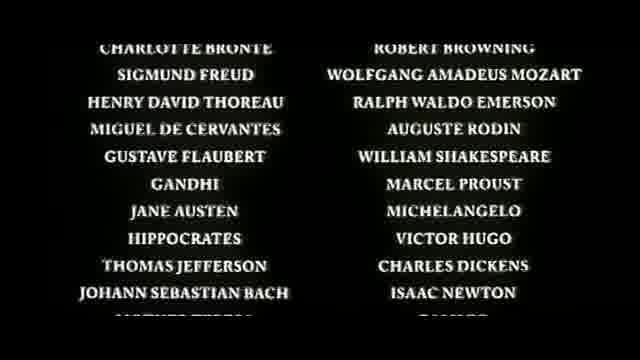 CHARLOTTE BRONTE ROBERT BROWNING
SIGMUND FREUD WOLFGANG AMADEUS MOZART
HENRY DAVID THOREAU RALPH WALDO EMERSON
MIGUEL DE CERVANTES AUGUSTE RODIN
GUSTAVE FLAUBERT WILLIAM SHAKESPEARE
GANDHI MARCEL PROUST
JANE AUSTEN MICHELANGELO
HIPPOCRATES VICTOR HUGO
THOMAS JEFFERSON CHARLES DICKENS
JOHANN SEBASTIAN BACH ISAAC NEWTON